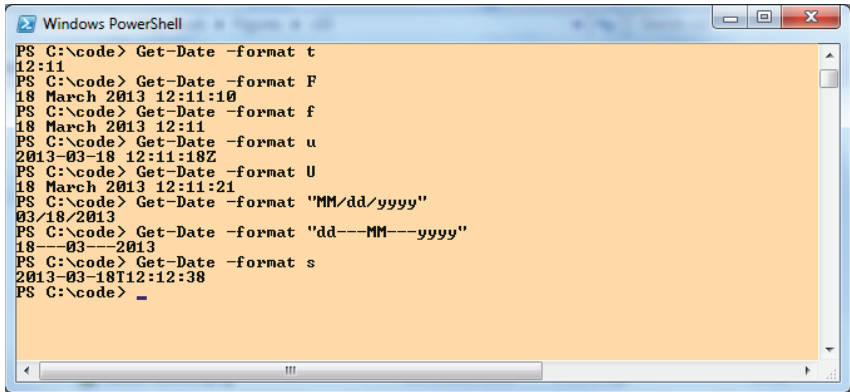 Windows PowerShell
PS C:\code> Get-Date -format t
12:11
PS C:\code> Get-Date -format F
18 March 2013 12:11:10
PS C:\code> Get-Date -format f
18 March 2013 12:11
PS C:\code> Get-Date -format u
2013-03-18 12:11:18Z
PS C:\code> Get-Date -format U
18 March 2013 12:11:21
PS C:\code> Get-Date -format "MM/dd/yyyy"
03/18/2013
PS C:\code> Get-Date -format "dd---MM---yyyy"
18---03---2013
PS C:\code> Get-Date -format s
2013-03-18T12:12:38
PS C:\code> _